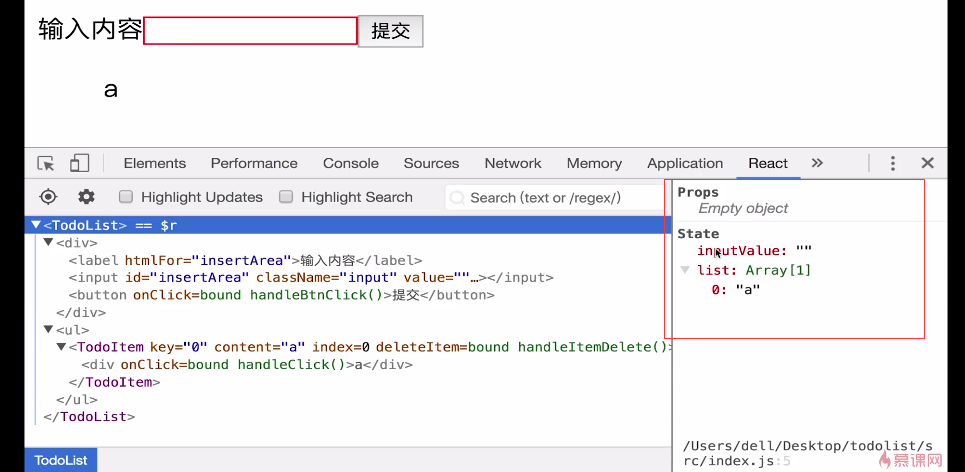 输入内容 提交
a
Elements Performance Console Sources Network Memory Application React »
Highlight Updates Highlight Search Search (text or /regex/)
Props
Empty object
State
inputValue: ""
list: Array[1]
0: "a"
<TodoList> == $r
<div>
<label htmlFor="insertArea">输入内容</label>
<input id="insertArea" className="input" value=""…></input>
<button onClick=bound handleBtnClick()>提交</button>
</div>
<ul>
<TodoItem key="0" content="a" index=0 deleteItem=bound handleItemDelete()>
<div onClick=bound handleClick()>a</div>
</TodoItem>
</ul>
</TodoList>
/Users/dell/Desktop/todolist/s
rc/index.js:5
TodoList
慕课网